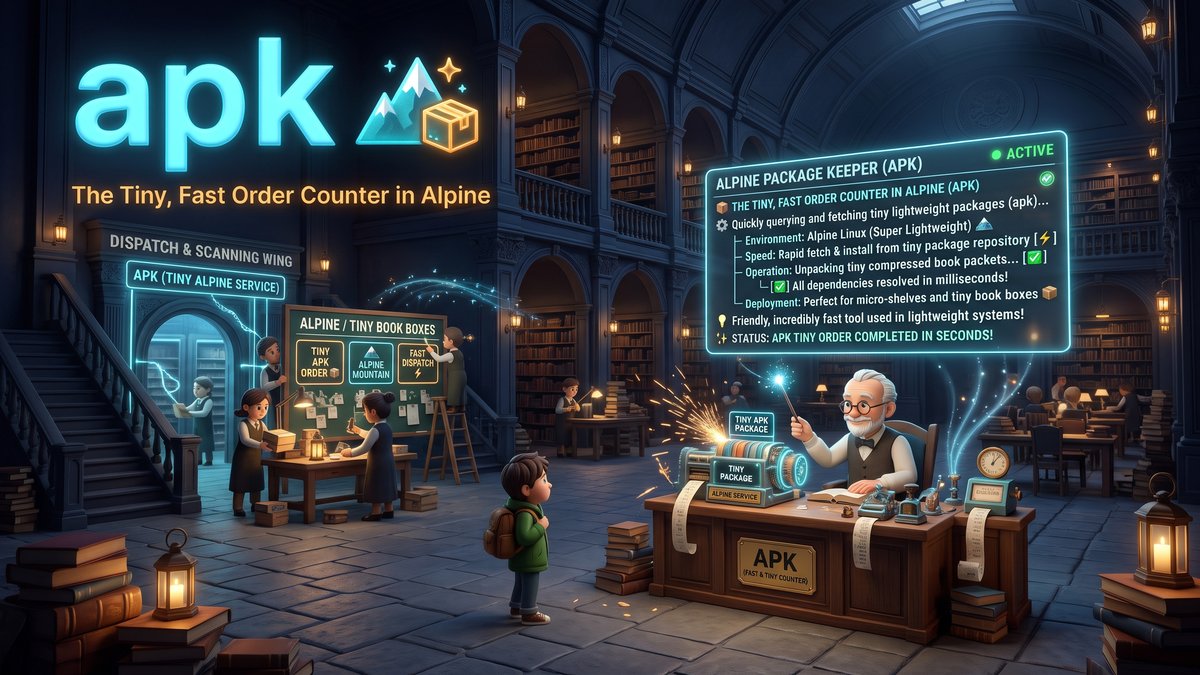 apk
The Tiny, Fast Order Counter in Alpine
DISPATCH & SCANNING WING
APK (TINY ALPINE SERVICE)
ALPINE / TINY BOOK BOXES
TINY
APK
ORDER
ALPINE
MOUNTAIN
FAST
DISPATCH
ALPINE PACKAGE KEEPER (APK)
ACTIVE
THE TINY, FAST ORDER COUNTER IN ALPINE (APK)
Quickly querying and fetching tiny lightweight packages (apk)...
Environment: Alpine Linux (Super Lightweight)
Speed: Rapid fetch & install from tiny package repository [⚡]
Operation: Unpacking tiny compressed book packets... [✅]
[✅] All dependencies resolved in milliseconds!
Deployment: Perfect for micro-shelves and tiny book boxes
Friendly, incredibly fast tool used in lightweight systems!
STATUS: APK TINY ORDER COMPLETED IN SECONDS!
TINY APK
PACKAGE
TINY
PACKAGE
ALPINE SERVICE
APK
(FAST & TINY COUNTER)